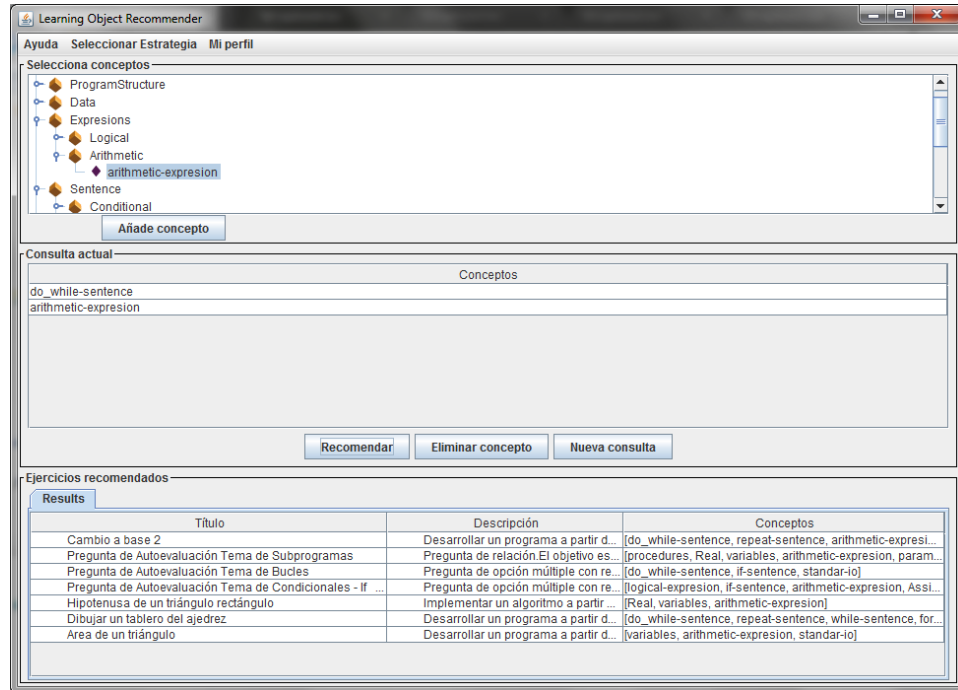 Learning Object Recommender
Ayuda Seleccionar Estrategia Mi perfil
Selecciona conceptos
ProgramStructure
Data
Expresions
Logical
Arithmetic
arithmetic-expresion
Sentence
Conditional
Añade concepto
Consulta actual
Conceptos
do_while-sentence
arithmetic-expresion
Recomendar Eliminar concepto Nueva consulta
Ejercicios recomendados
Results
Título Descripción Conceptos
Cambio a base 2 Desarrollar un programa a partir d... [do_while-sentence, repeat-sentence, arithmetic-expresi...
Pregunta de Autoevaluación Tema de Subprogramas Pregunta de relación.El objetivo es... [procedures, Real, variables, arithmetic-expresion, param...
Pregunta de Autoevaluación Tema de Bucles Pregunta de opción múltiple con re... [do_while-sentence, if-sentence, standar-io]
Pregunta de Autoevaluación Tema de Condicionales - If ... Pregunta de opción múltiple con re... [logical-expresion, if-sentence, arithmetic-expresion, Assi...
Hipotenusa de un triángulo rectángulo Implementar un algoritmo a partir ... [Real, variables, arithmetic-expresion]
Dibujar un tablero del ajedrez Desarrollar un programa a partir d... [do_while-sentence, repeat-sentence, while-sentence, for...
Area de un triángulo Desarrollar un programa a partir d... [variables, arithmetic-expresion, standar-io]